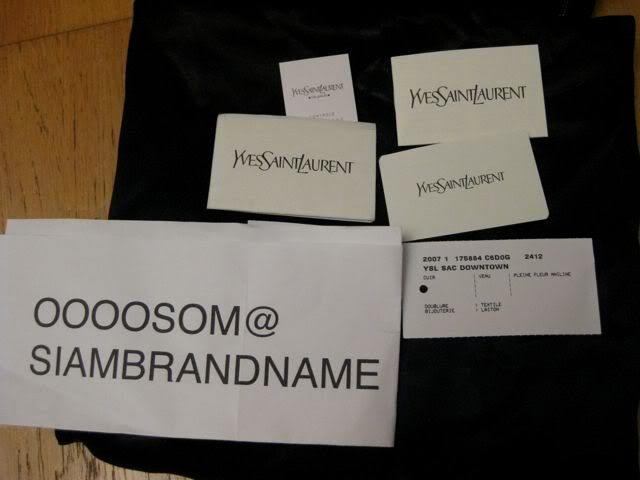 YVESSAINTLAURENT
YVESSAINTLAURENT
YVESSAINTLAURENT
YVESSAINTLAURENT
2007 1 175884 C6D0G 2412
YSL SAC DOWNTOWN
CUIR VEAU PLEINE FLEUR ANILINE
DOUBLURE : TEXTILE
BIJOUTERIE : LAITON
OOOOSOM@
SIAMBRANDNAME